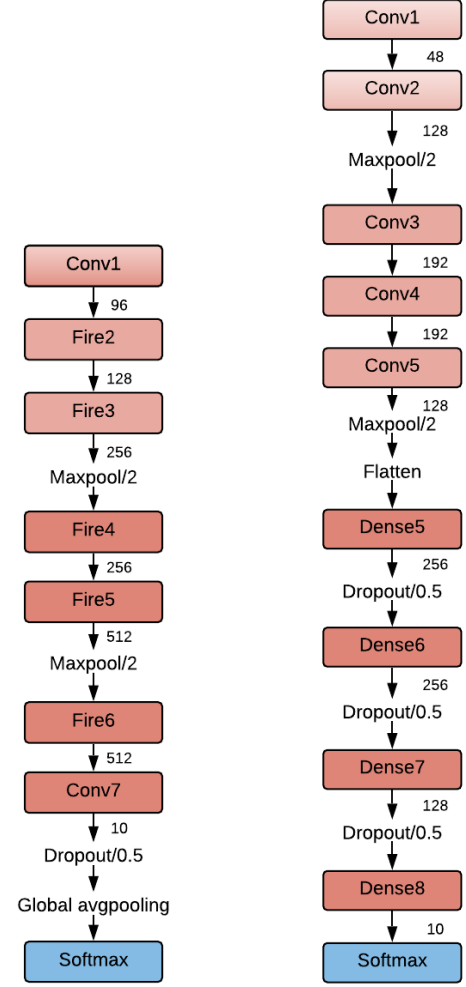 Conv1
96
Fire2
128
Fire3
256
Maxpool/2
Fire4
256
Fire5
512
Maxpool/2
Fire6
512
Conv7
10
Dropout/0.5
Global avgpooling
Softmax
Conv1
48
Conv2
128
Maxpool/2
Conv3
192
Conv4
192
Conv5
128
Maxpool/2
Flatten
Dense5
256
Dropout/0.5
Dense6
256
Dropout/0.5
Dense7
128
Dropout/0.5
Dense8
10
Softmax